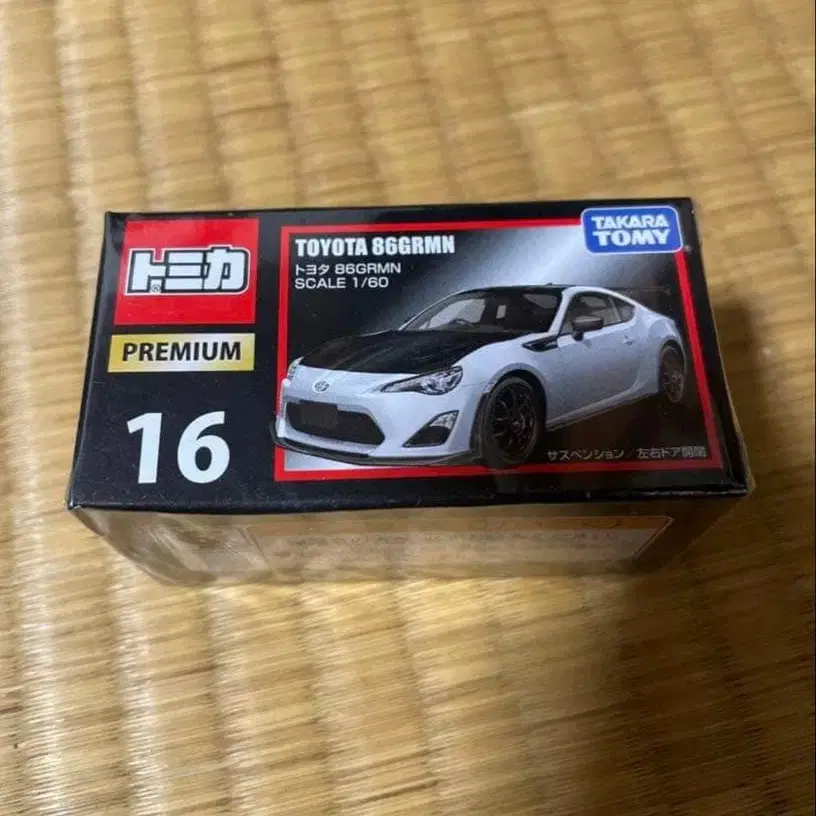 トミカ
®
PREMIUM
16
TOYOTA 86GRMN
トヨタ 86GRMN
SCALE 1/60
TAKARA
TOMY
サスペンション/左右ドア開閉